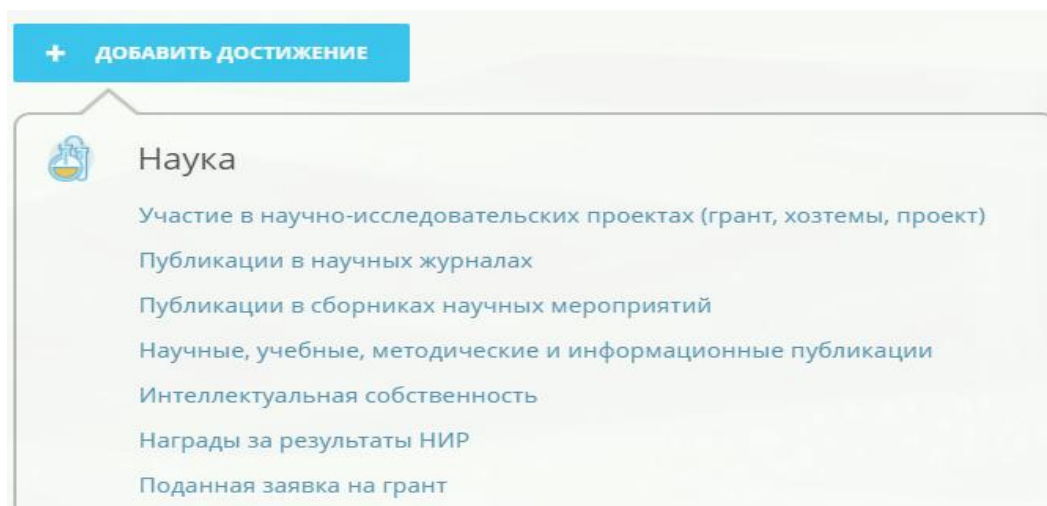 + ДОБАВИТЬ ДОСТИЖЕНИЕ
Наука
Участие в научно-исследовательских проектах (грант, хозтемы, проект)
Публикации в научных журналах
Публикации в сборниках научных мероприятий
Научные, учебные, методические и информационные публикации
Интеллектуальная собственность
Награды за результаты НИР
Поданная заявка на грант